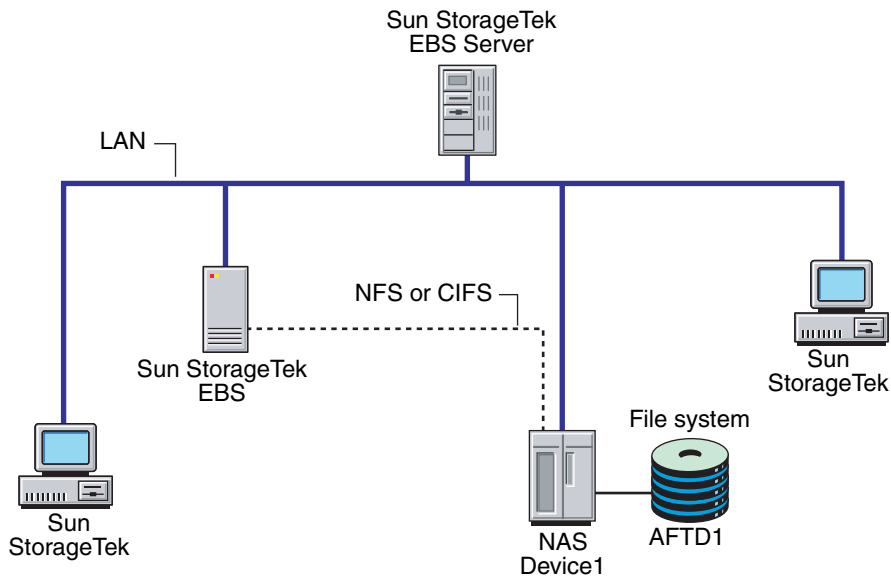 Sun StorageTek
EBS Server
LAN
NFS or CIFS
Sun StorageTek
EBS
Sun
StorageTek
File system
Sun
StorageTek
NAS
Device1
AFTD1